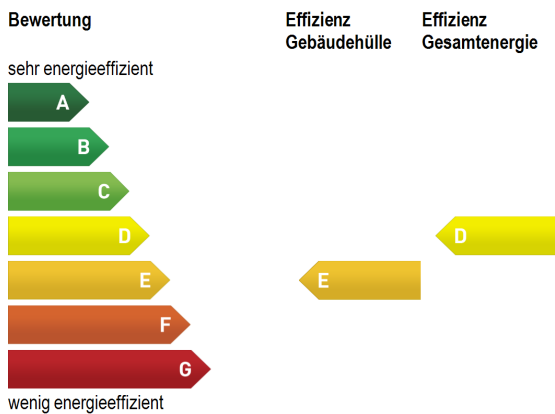 Bewertung
Effizienz
Gebäudehülle
Effizienz
Gesamtenergie
sehr energieeffizient
A
B
C
D
D
E
E
F
G
wenig energieeffizient